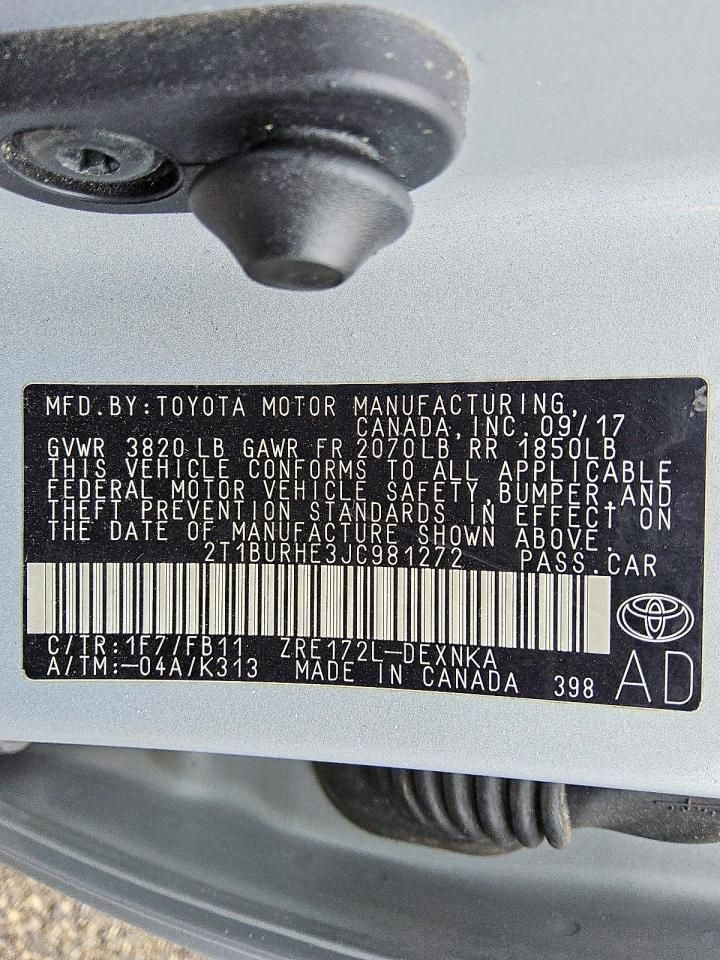 MFD.BY:TOYOTA MOTOR MANUFACTURING,
CANADA,INC.09/17
GVWR 3820 LB GAWR FR 2070LB RR 1850LB
THIS VEHICLE CONFORMS TO ALL APPLICABLE
FEDERAL MOTOR VEHICLE SAFETY,BUMPER,AND
THEFT PREVENTION STANDARDS IN EFFECT ON
THE DATE OF MANUFACTURE SHOWN ABOVE.
2T1BURHE3JC981272 PASS.CAR
C/TR:1F7/FB11 ZRE172L-DEXNKA
A/TM:-04A/K313 MADE IN CANADA 398 AD